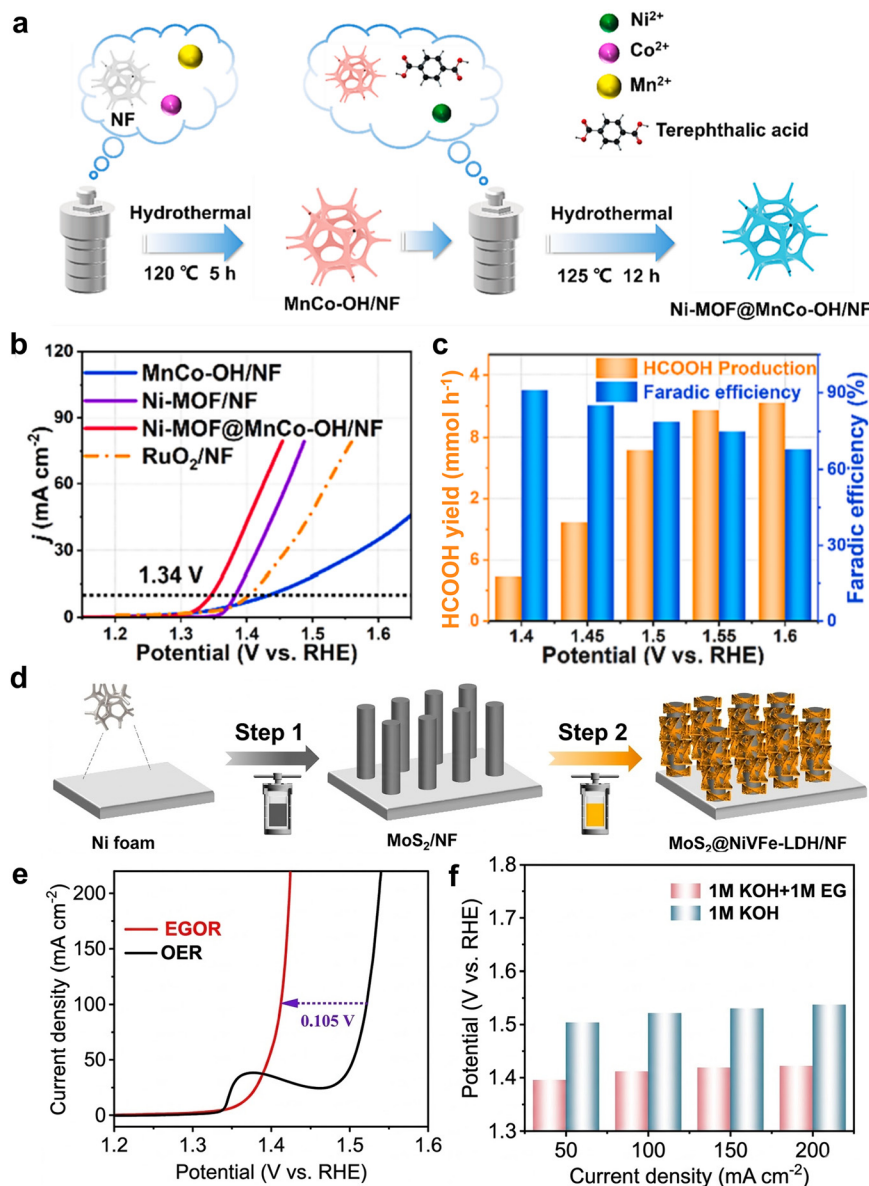 a
NF
Ni²⁺
Co²⁺
Mn²⁺
Terephthalic acid
Hydrothermal
120 ℃ 5 h
MnCo-OH/NF
Hydrothermal
125 ℃ 12 h
Ni-MOF@MnCo-OH/NF
b
j (mA cm⁻²)
120
90
60
30
0
MnCo-OH/NF
Ni-MOF/NF
Ni-MOF@MnCo-OH/NF
RuO₂/NF
1.34 V
1.2 1.3 1.4 1.5 1.6
Potential (V vs. RHE)
c
HCOOH yield (mmol h⁻¹)
4
8
2
6
0
HCOOH Production
Faradic efficiency
90%
60%
30%
0%
Faradic efficiency (%)
1.4 1.45 1.5 1.55 1.6
Potential (V vs. RHE)
d
Ni foam
Step 1
MoS₂/NF
Step 2
MoS₂@NiVFe-LDH/NF
e
Current density (mA cm⁻²)
200
150
100
50
0
EGOR
OER
0.105 V
1.2 1.3 1.4 1.5 1.6
Potential (V vs. RHE)
f
Potential (V vs. RHE)
1.8
1.7
1.6
1.5
1.4
1.3
1M KOH+1M EG
1M KOH
50 100 150 200
Current density (mA cm⁻²)